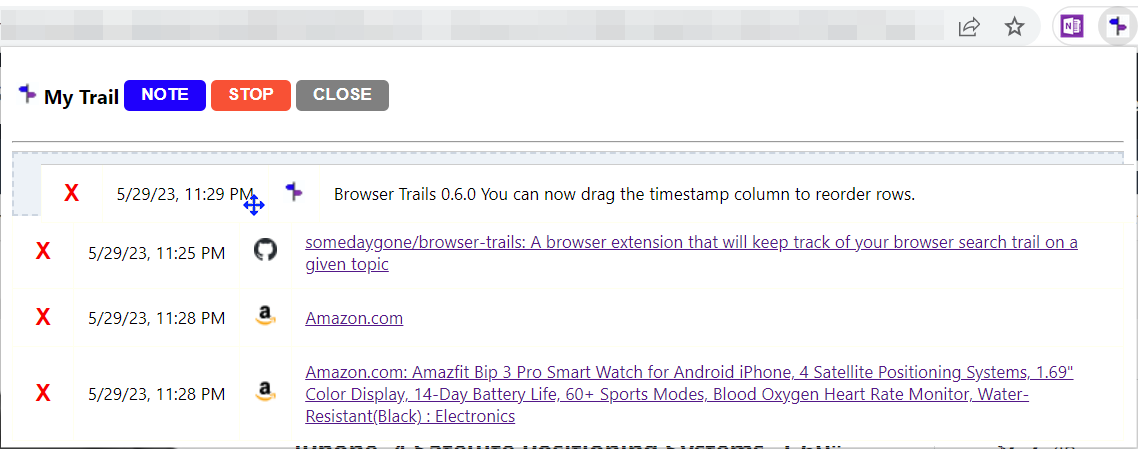 My Trail NOTE STOP CLOSE
X 5/29/23, 11:29 PM Browser Trails 0.6.0 You can now drag the timestamp column to reorder rows.
X 5/29/23, 11:25 PM somedaygone/browser-trails: A browser extension that will keep track of your browser search trail on a
given topic
X 5/29/23, 11:28 PM Amazon.com
X 5/29/23, 11:28 PM Amazon.com: Amazfit Bip 3 Pro Smart Watch for Android iPhone, 4 Satellite Positioning Systems, 1.69"
Color Display, 14-Day Battery Life, 60+ Sports Modes, Blood Oxygen Heart Rate Monitor, Water-
Resistant(Black) : Electronics